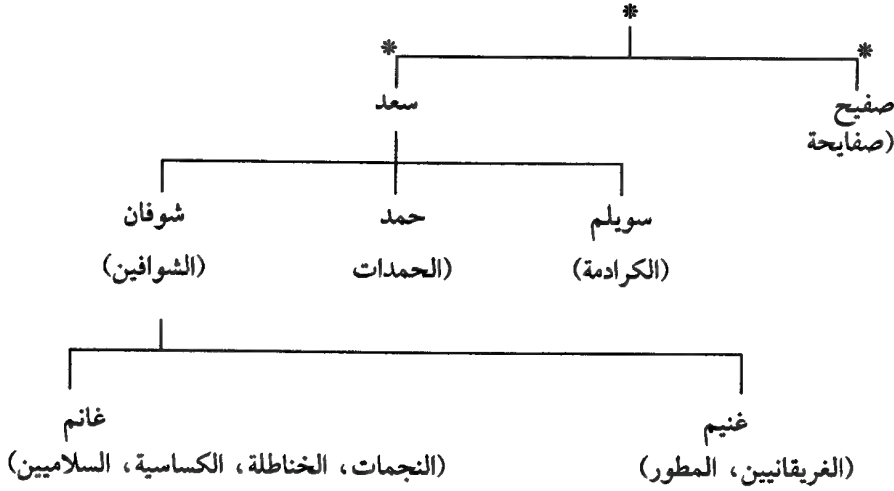 *
* *
صفيح
(صفايحة)
سعد
سويلم
(الكرادمة)
حمد
(الحمدات)
شوفان
(الشوافين)
غنيم
(الغريقانيين، المطور)
غانم
(النجمات، الخناطلة، الكساسية، السلاميين)